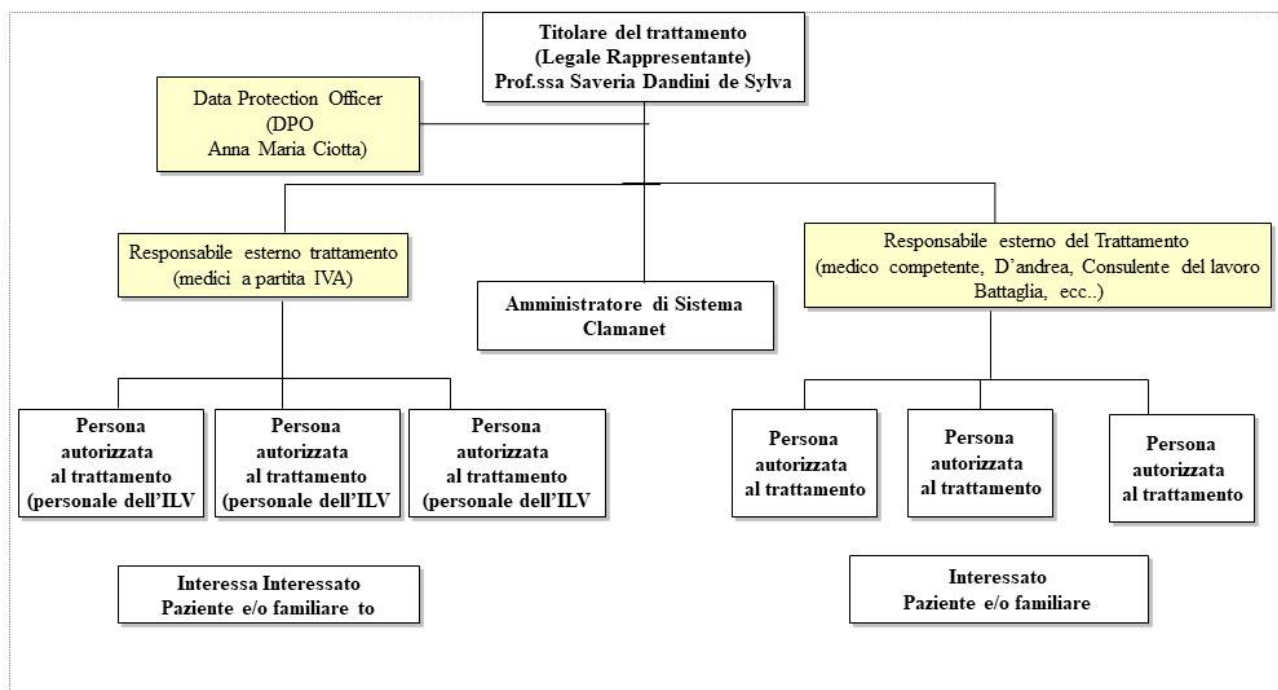 Titolare del trattamento
(Legale Rappresentante)
Prof.ssa Saveria Dandini de Sylva
Data Protection Officer
(DPO
Anna Maria Ciotta)
Responsabile esterno trattamento
(medici a partita IVA)
Responsabile esterno del Trattamento
(medico competente, D'andrea, Consulente del lavoro
Battaglia, ecc..)
Amministratore di Sistema
Clamanet
Persona
autorizzata
al trattamento
(personale dell'ILV
Persona
autorizzata
al trattamento
(personale dell'ILV
Persona
autorizzata
al trattamento
(personale dell'ILV
Persona
autorizzata
al trattamento
Persona
autorizzata
al trattamento
Persona
autorizzata
al trattamento
Interessa Interessato
Paziente e/o familiare to
Interessato
Paziente e/o familiare